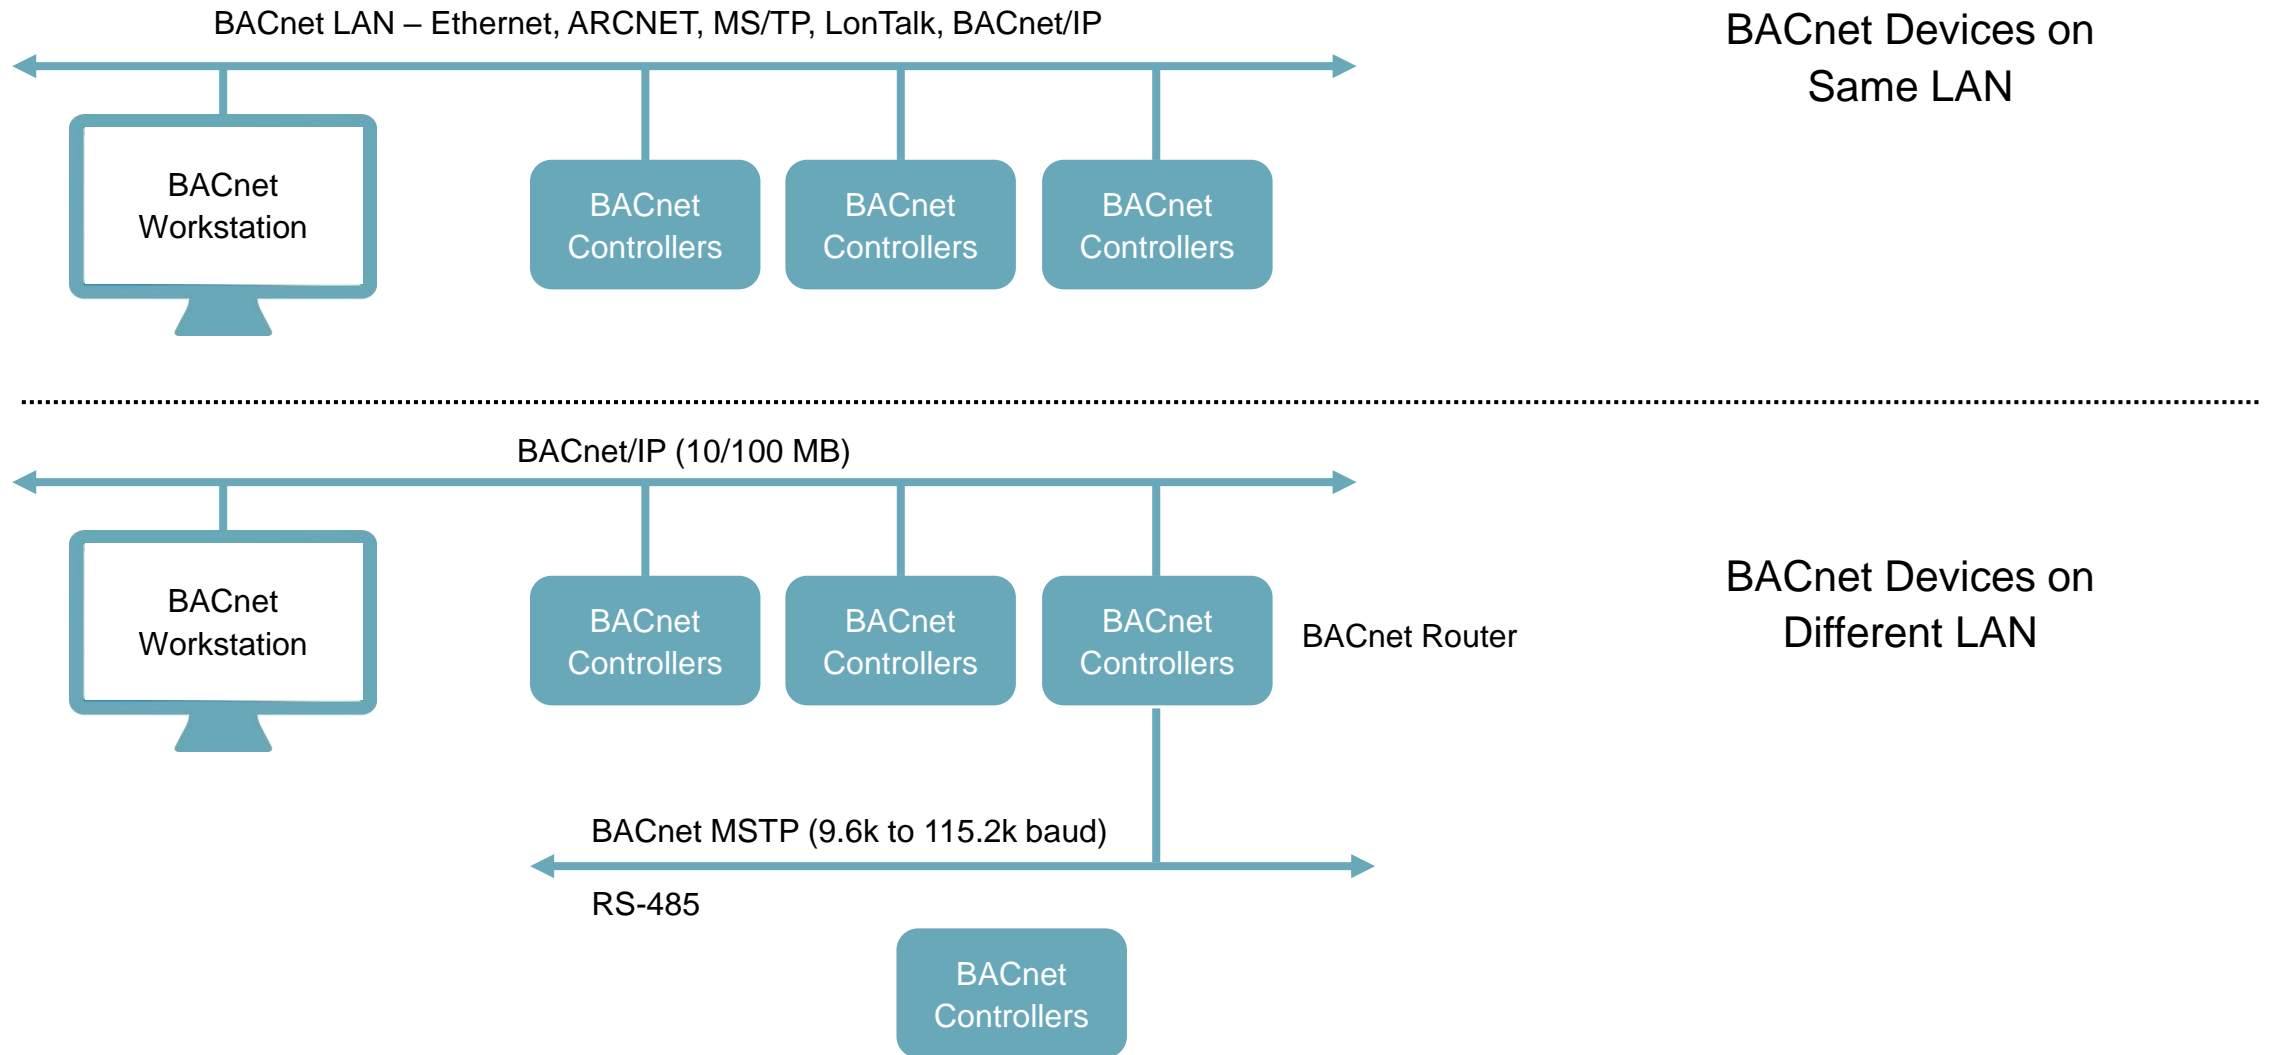 BACnet LAN – Ethernet, ARCNET, MS/TP, LonTalk, BACnet/IP
BACnet Devices on
Same LAN
BACnet
Workstation
BACnet
Controllers
BACnet
Controllers
BACnet
Controllers
BACnet/IP (10/100 MB)
BACnet
Workstation
BACnet
Controllers
BACnet
Controllers
BACnet
Controllers
BACnet Router
BACnet Devices on
Different LAN
BACnet MSTP (9.6k to 115.2k baud)
RS-485
BACnet
Controllers